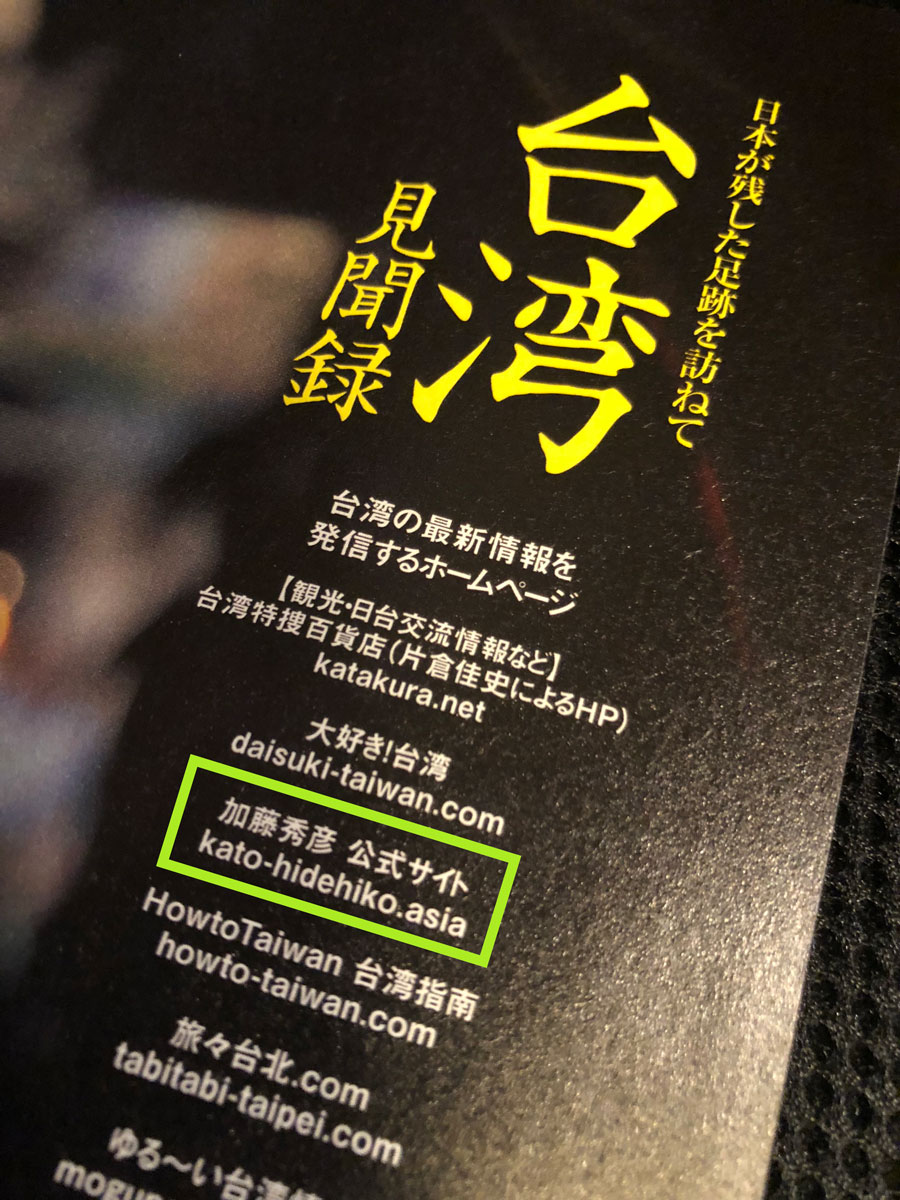 日本が残した足跡を訪ねて
台湾
見聞録
台湾の最新情報を
発信するホームページ
【観光・日台交流情報など】
台湾特捜百貨店(片倉佳史によるHP)
katakura.net
大好き!台湾
daisuki-taiwan.com
加藤秀彦 公式サイト
kato-hidehiko.asia
HowtoTaiwan 台湾指南
howto-taiwan.com
旅々台北.com
tabitabi-taipei.com
ゆる～い台湾